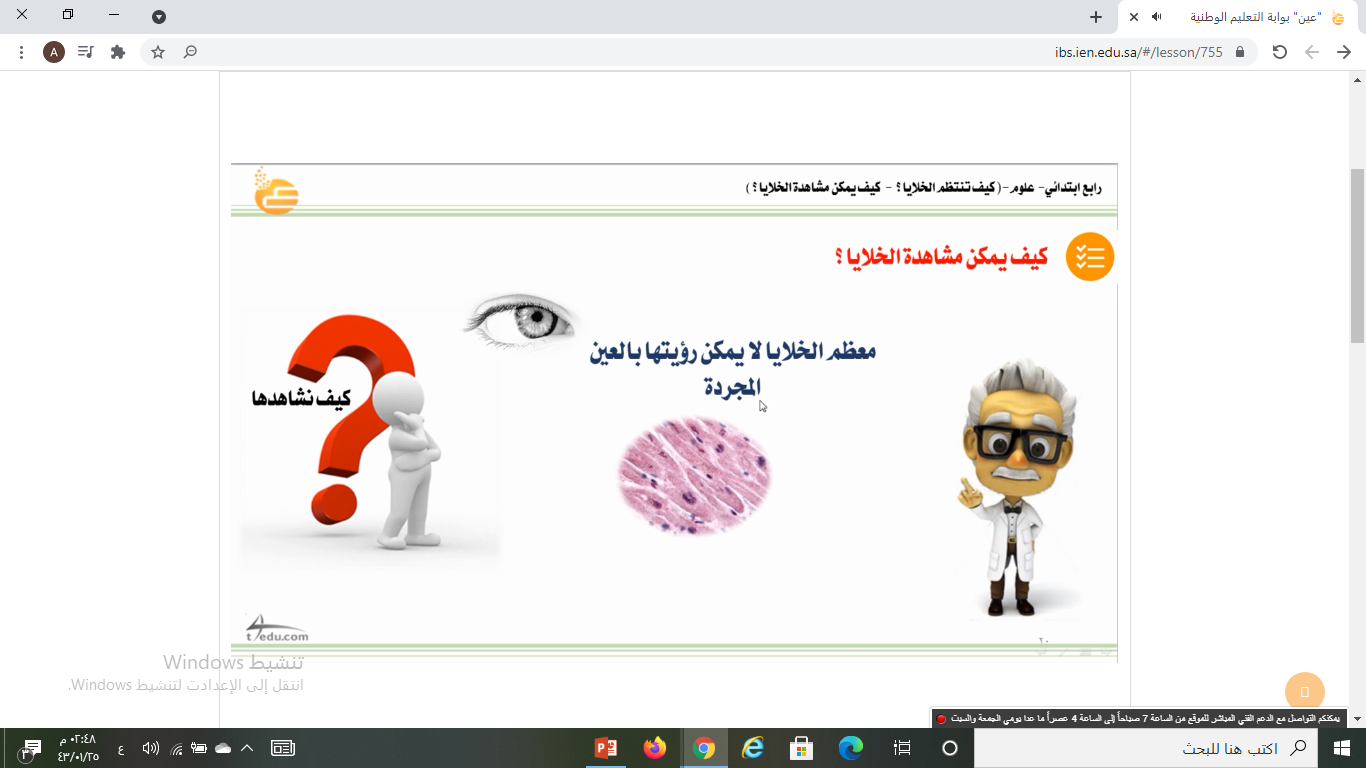 "عين" بوابة التعليم الوطنية
A
ibs.ien.edu.sa/#/lesson/755
رابع ابتدائي- علوم -( كيف تنتظم الخلايا ؟ - كيف يمكن مشاهدة الخلايا ؟ )
كيف يمكن مشاهدة الخلايا ؟
معظم الخلايا لا يمكن رؤيتها بالعين
المجردة
كيف نشاهدها
t4edu.com
٢٠
تنشيط Windows
انتقل إلى الإعدادت لتنشيط Windows.
يمكنكم التواصل مع الدعم الفني المباشر للموقع من الساعة 7 صباحاً إلى الساعة 4 عصراً ما عدا يومي الجمعة والسبت
اكتب هنا للبحث
ع
٠٢:٤٨ م
٤٣/٠١/٢٥
٣